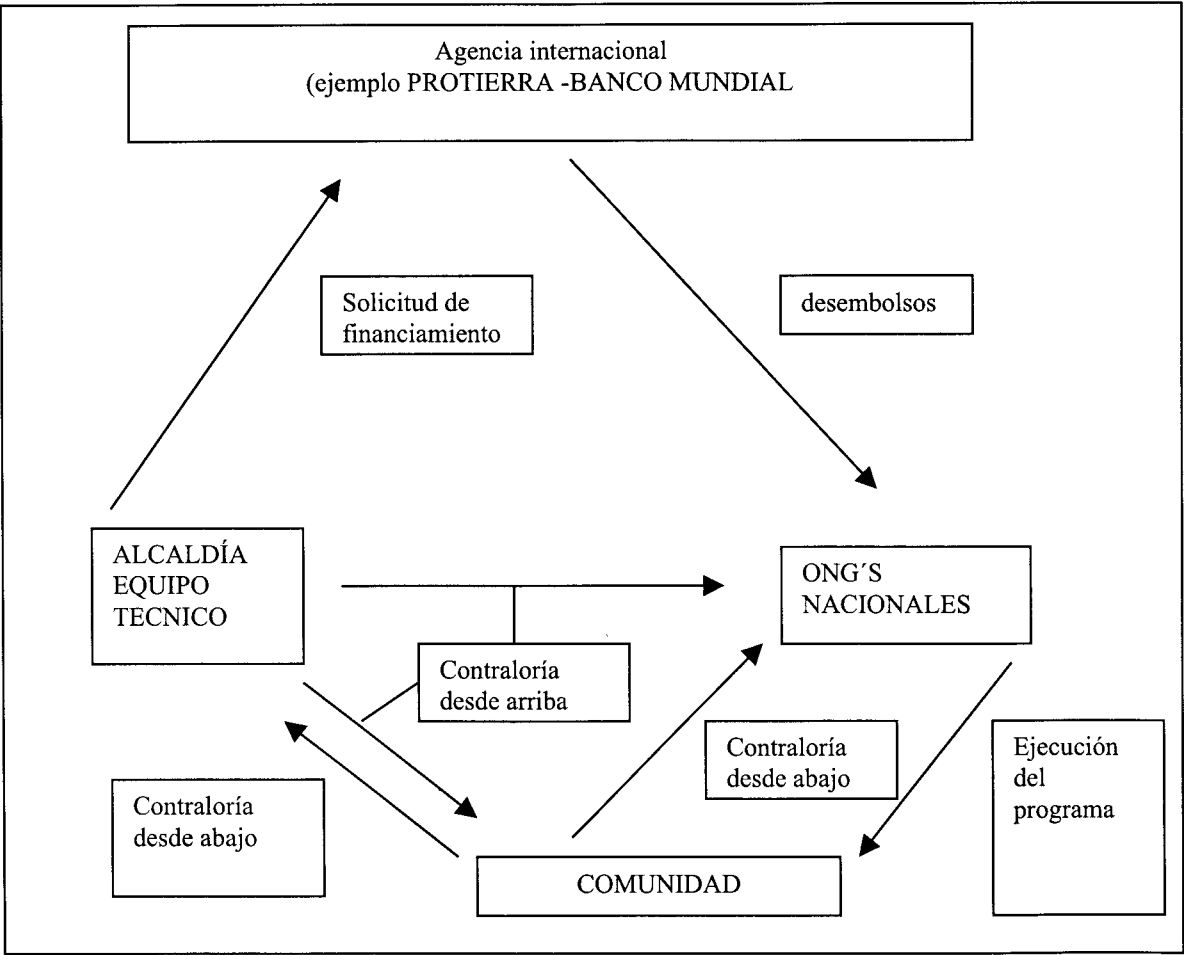 Agencia internacional
(ejemplo PROTIERRA -BANCO MUNDIAL
Solicitud de
financiamiento
desembolsos
ALCALDÍA
EQUIPO
TECNICO
ONG´S
NACIONALES
Contraloría
desde arriba
Contraloría
desde abajo
Ejecución
del
programa
Contraloría
desde abajo
COMUNIDAD